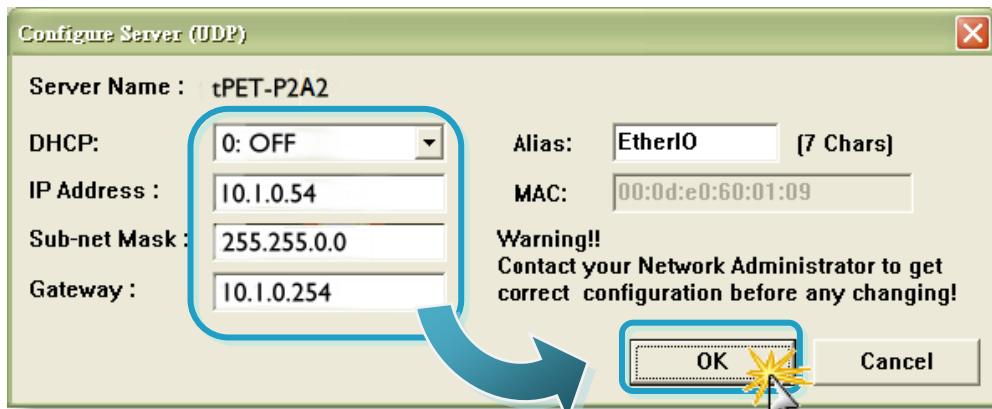 Configure Server (UDP)
Server Name : tPET-P2A2
DHCP: 0: OFF Alias: EtherIO (7 Chars)
IP Address : 10.1.0.54 MAC: 00:0d:e0:60:01:09
Sub-net Mask : 255.255.0.0
Gateway : 10.1.0.254
Warning!!
Contact your Network Administrator to get
correct configuration before any changing!
OK Cancel